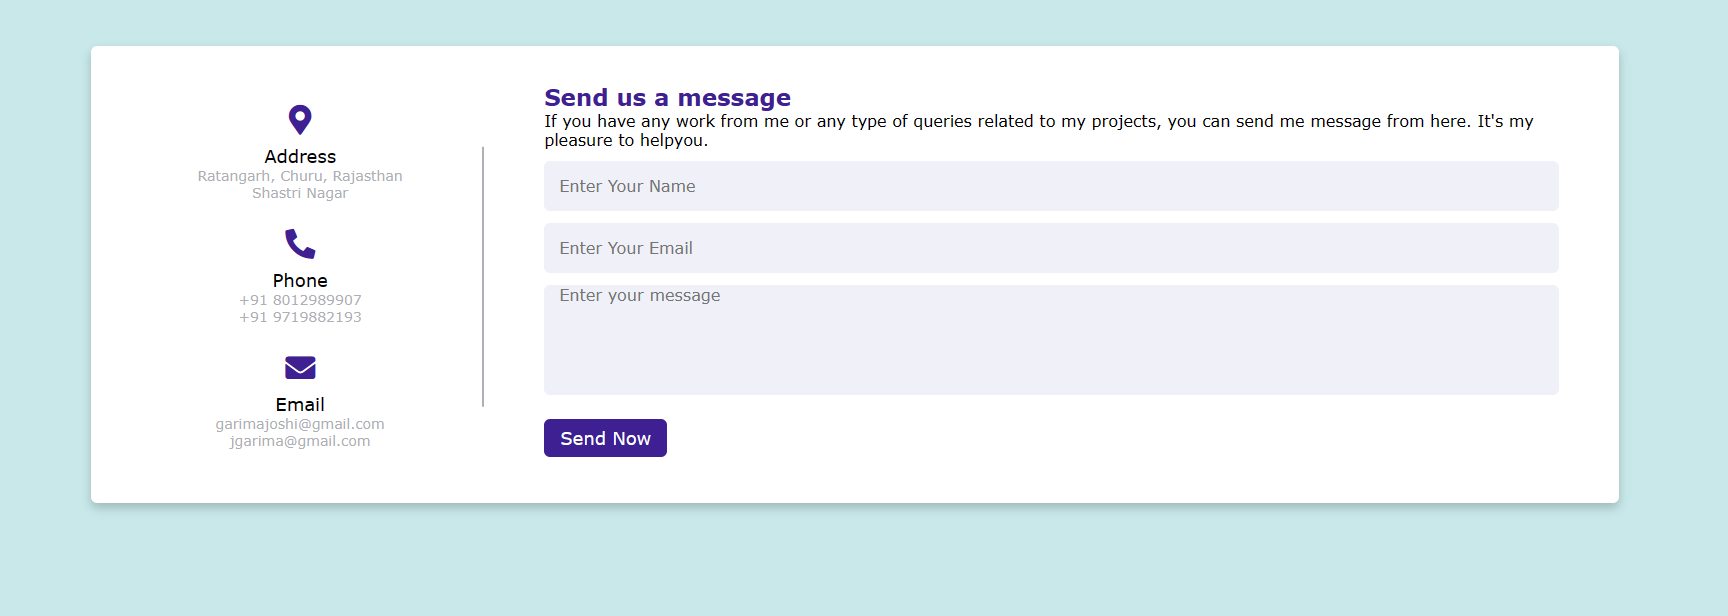 Address
Ratangarh, Churu, Rajasthan
Shastri Nagar
Phone
+91 8012989907
+91 9719882193
Email
garimajoshi@gmail.com
jgarima@gmail.com
Send us a message
If you have any work from me or any type of queries related to my projects, you can send me message from here. It's my
pleasure to helpyou.
Enter Your Name
Enter Your Email
Enter your message
Send Now